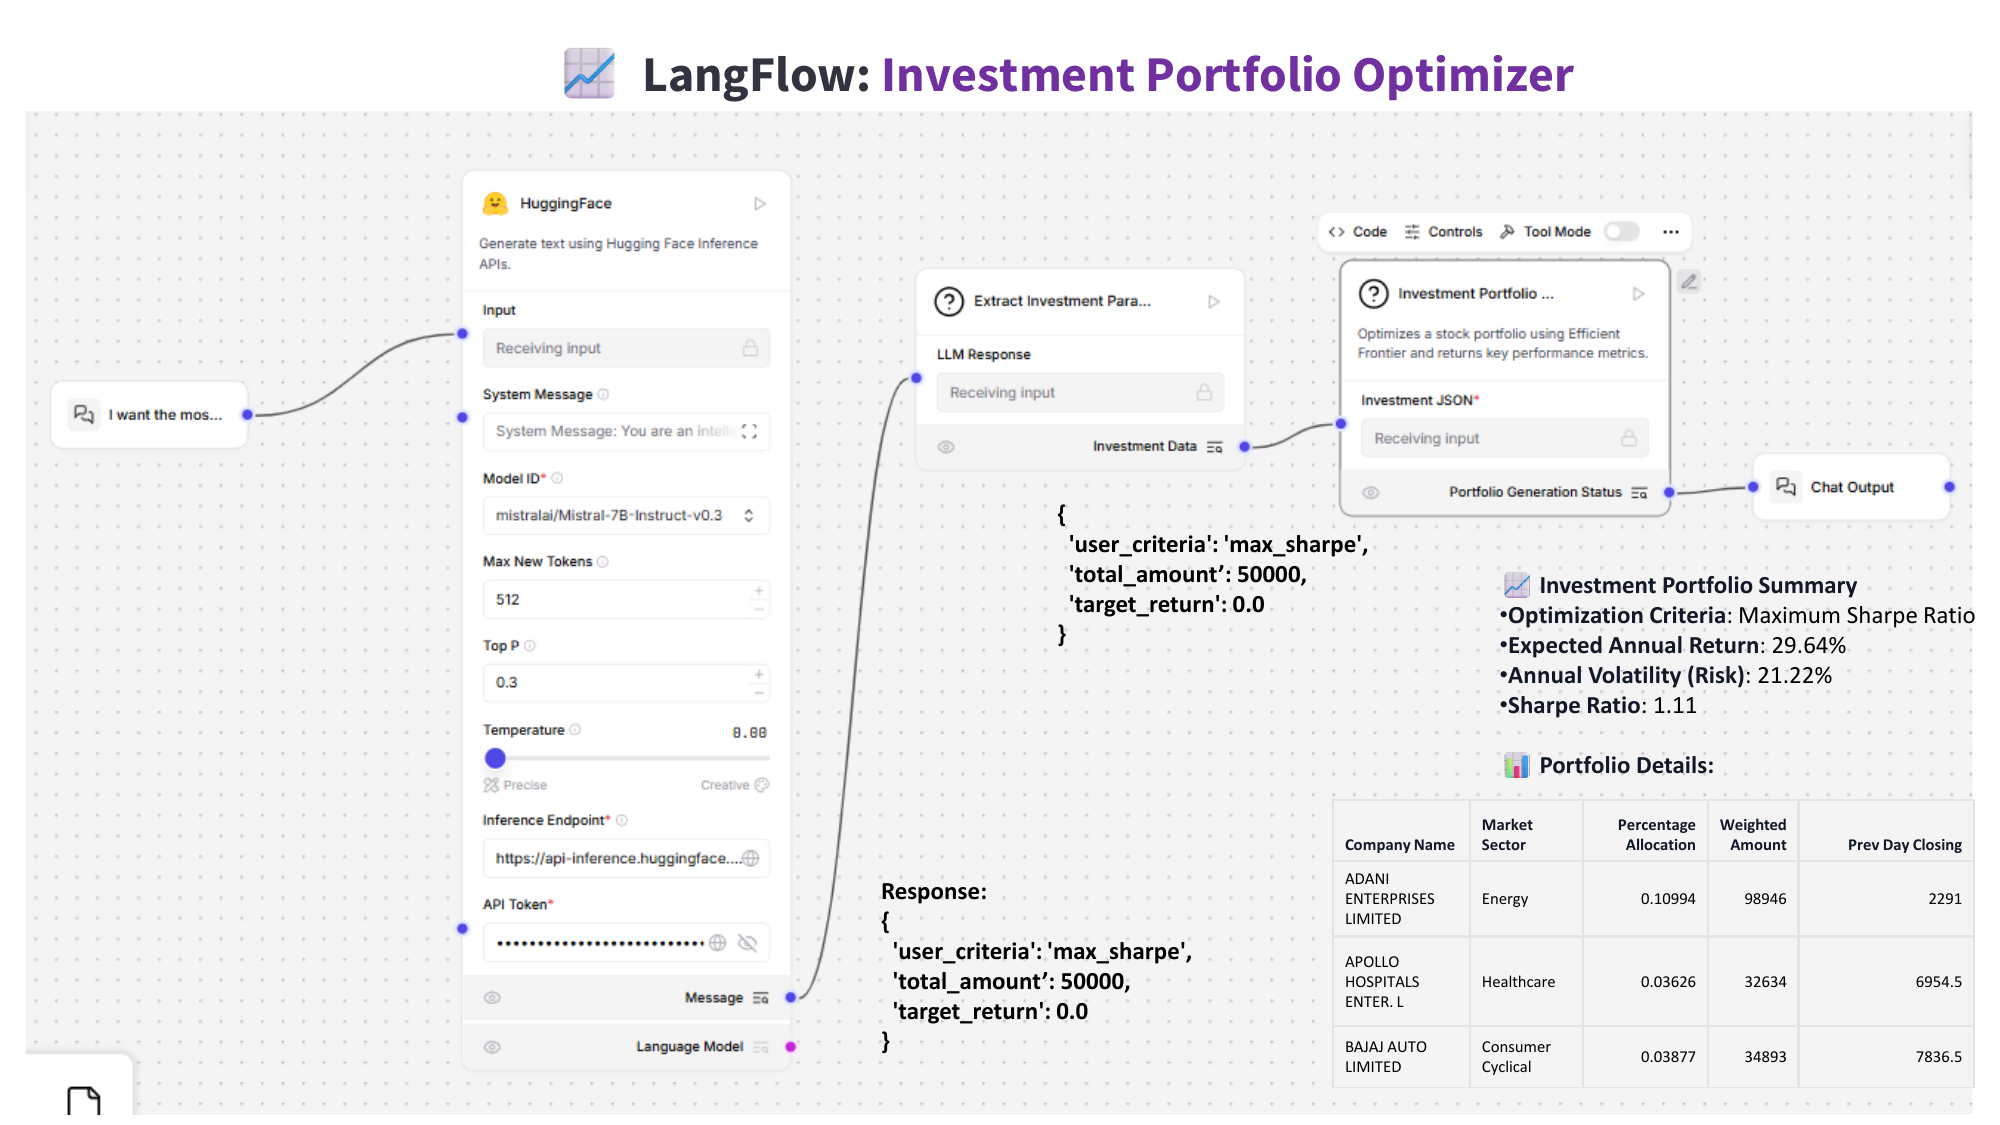 LangFlow: Investment Portfolio Optimizer
I want the mos...
HuggingFace
Generate text using Hugging Face Inference
APIs.
Input
Receiving input
System Message
System Message: You are an intelli
Model ID*
mistralai/Mistral-7B-Instruct-v0.3
Max New Tokens
512
Top P
0.3
Temperature
0.00
Precise
Creative
Inference Endpoint*
https://api-inference.huggingface....
API Token*
Message
Language Model
Extract Investment Para...
LLM Response
Receiving input
Investment Data
Code
Controls
Tool Mode
Investment Portfolio ...
Optimizes a stock portfolio using Efficient
Frontier and returns key performance metrics.
Investment JSON*
Receiving input
Portfolio Generation Status
Chat Output
{
'user_criteria': 'max_sharpe',
'total_amount’: 50000,
'target_return': 0.0
}
Response:
{
'user_criteria': 'max_sharpe',
'total_amount’: 50000,
'target_return': 0.0
}
Investment Portfolio Summary
•Optimization Criteria: Maximum Sharpe Ratio
•Expected Annual Return: 29.64%
•Annual Volatility (Risk): 21.22%
•Sharpe Ratio: 1.11
Portfolio Details:
Company Name
Market
Sector
Percentage
Allocation
Weighted
Amount
Prev Day Closing
ADANI
ENTERPRISES
LIMITED
Energy
0.10994
98946
2291
APOLLO
HOSPITALS
ENTER. L
Healthcare
0.03626
32634
6954.5
BAJAJ AUTO
LIMITED
Consumer
Cyclical
0.03877
34893
7836.5